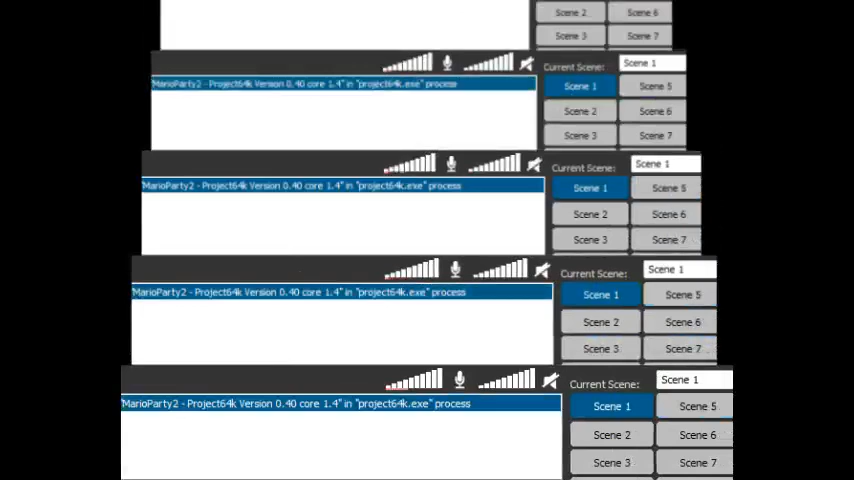 Scene 2 Scene 6
Scene 3 Scene 7
Current Scene: Scene 1
"MarioParty2 - Project64k Version 0.40 core 1.4" in "project64k.exe" process Scene 1 Scene 5
Scene 2 Scene 6
Scene 3 Scene 7
Current Scene: Scene 1
"MarioParty2 - Project64k Version 0.40 core 1.4" in "project64k.exe" process Scene 1 Scene 5
Scene 2 Scene 6
Scene 3 Scene 7
Current Scene: Scene 1
"MarioParty2 - Project64k Version 0.40 core 1.4" in "project64k.exe" process Scene 1 Scene 5
Scene 2 Scene 6
Scene 3 Scene 7
Current Scene: Scene 1
"MarioParty2 - Project64k Version 0.40 core 1.4" in "project64k.exe" process Scene 1 Scene 5
Scene 2 Scene 6
Scene 3 Scene 7